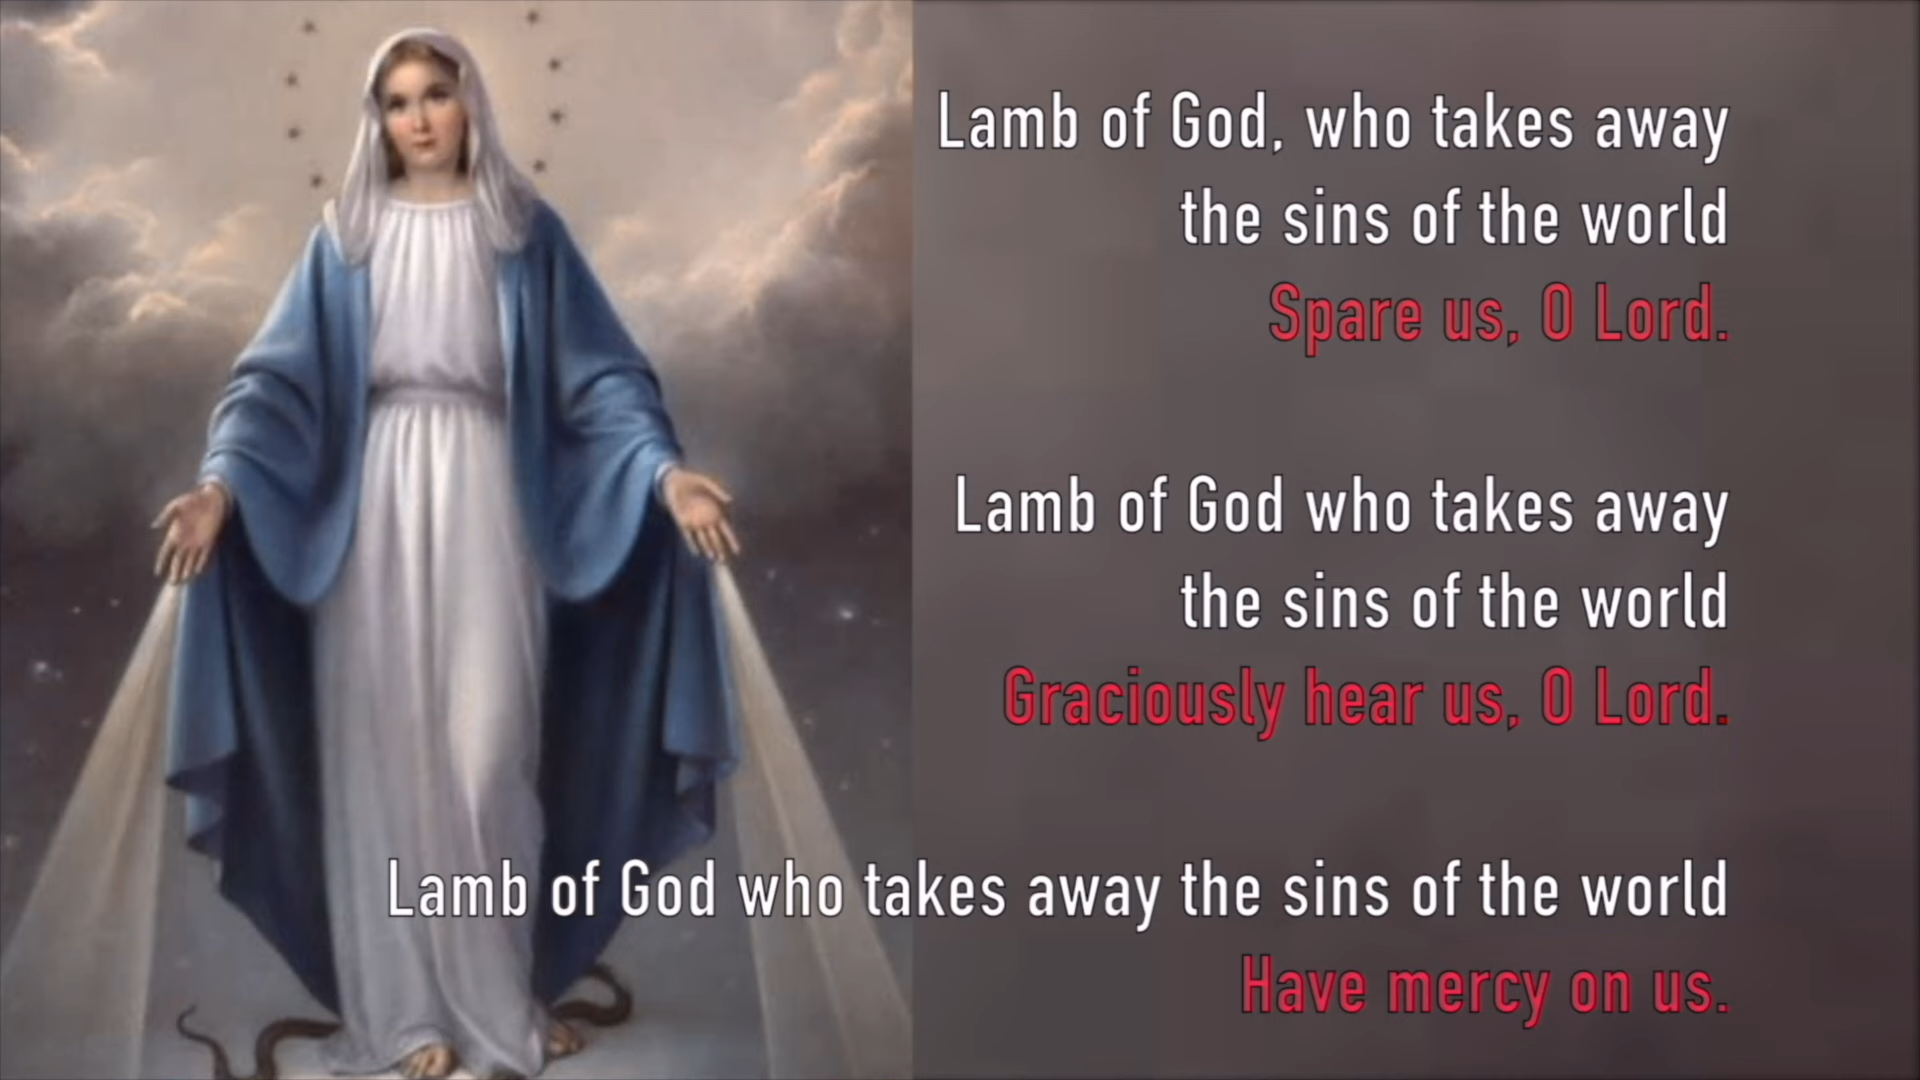 Lamb of God, who takes away
the sins of the world
Spare us, O Lord.
Lamb of God who takes away
the sins of the world
Graciously hear us, O Lord.
Lamb of God who takes away the sins of the world
Have mercy on us.